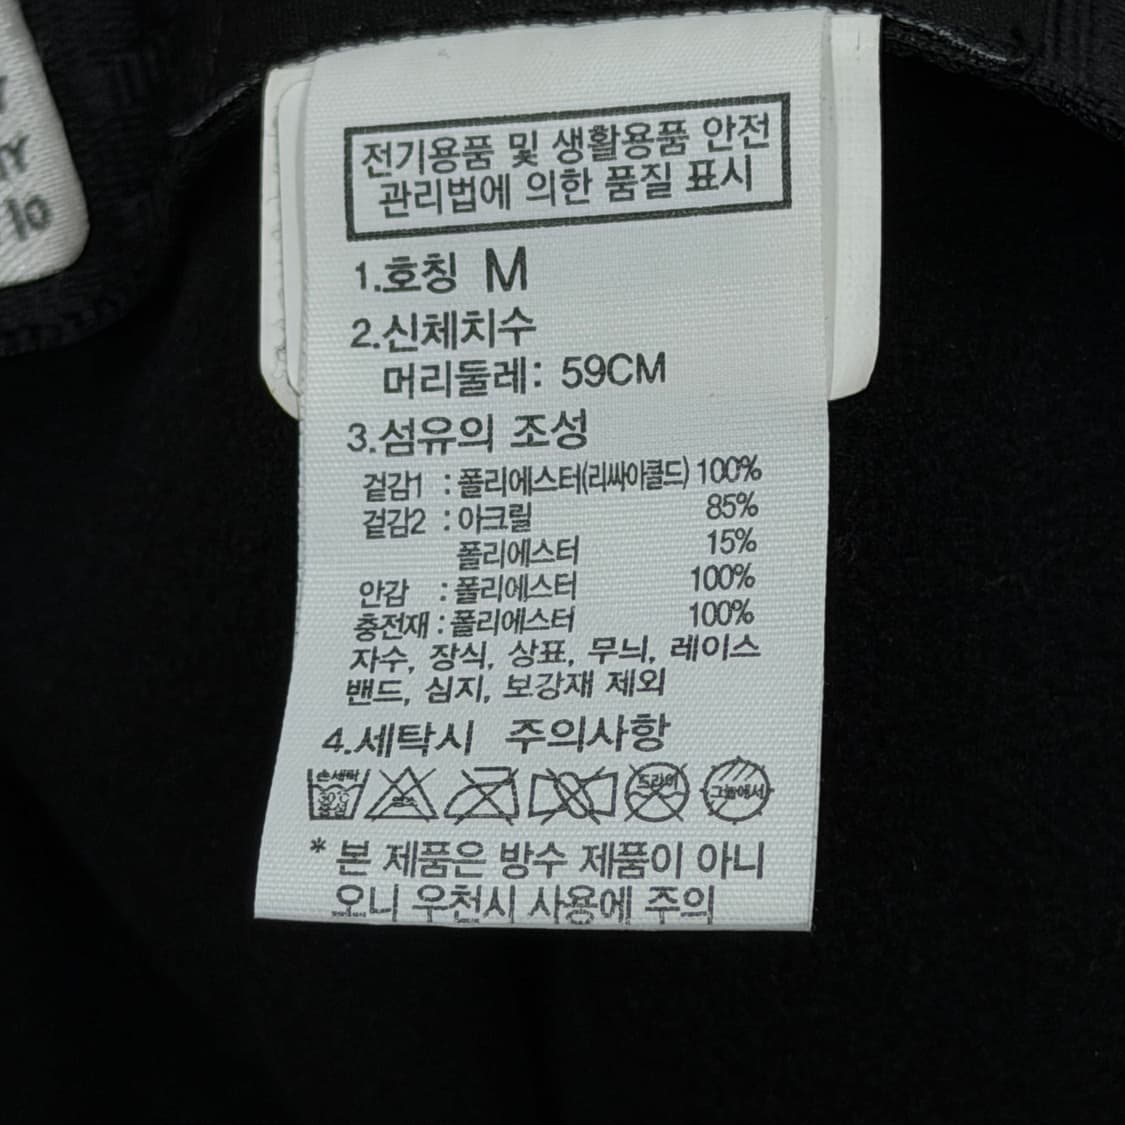 Y
NY
10
전기용품 및 생활용품 안전
관리법에 의한 품질 표시
1.호칭 M
2.신체치수
머리둘레: 59CM
3.섬유의 조성
겉감1 : 폴리에스터(리싸이클드) 100%
겉감2 : 아크릴 85%
폴리에스터 15%
안감 : 폴리에스터 100%
충전재 : 폴리에스터 100%
자수, 장식, 상표, 무늬, 레이스
밴드, 심지, 보강재 제외
4.세탁시 주의사항
손세탁 30℃ 중성 드라이 그늘에서
* 본 제품은 방수 제품이 아니
오니 우천시 사용에 주의